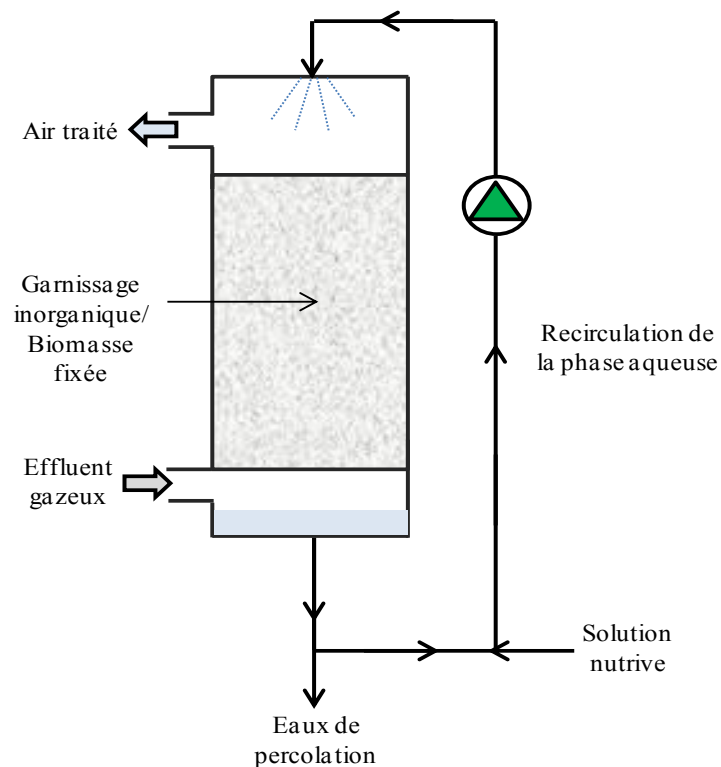 Air traité
Garnissage
inorganique/
Biomasse
fixée
Recirculation de
la phase aqueuse
Effluent
gazeux
Solution
nutrive
Eaux de
percolation